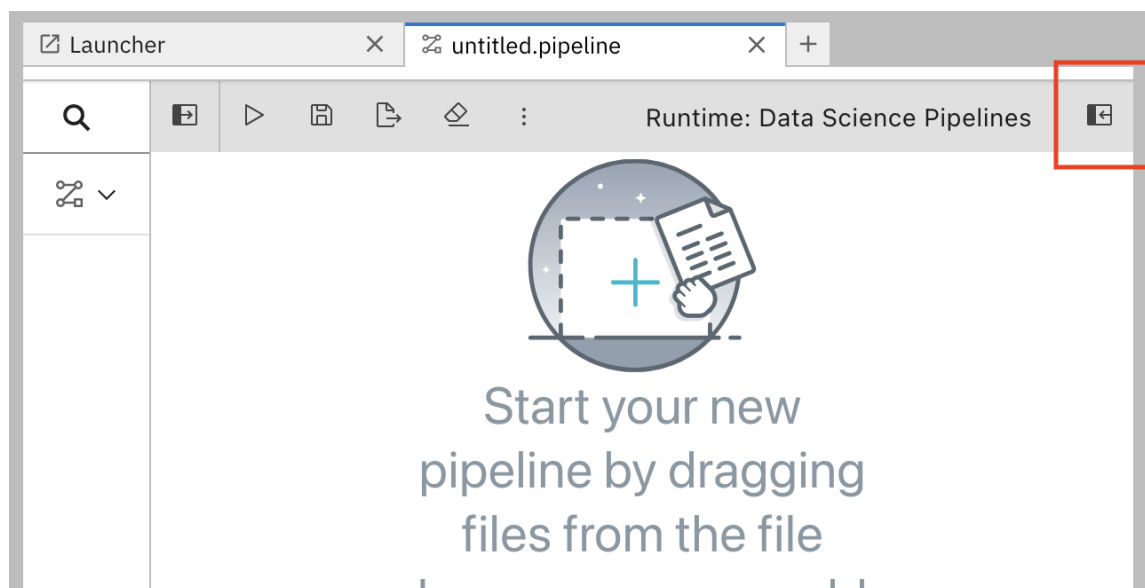 Launcher
untitled.pipeline
Runtime: Data Science Pipelines
Start your new
pipeline by dragging
files from the file